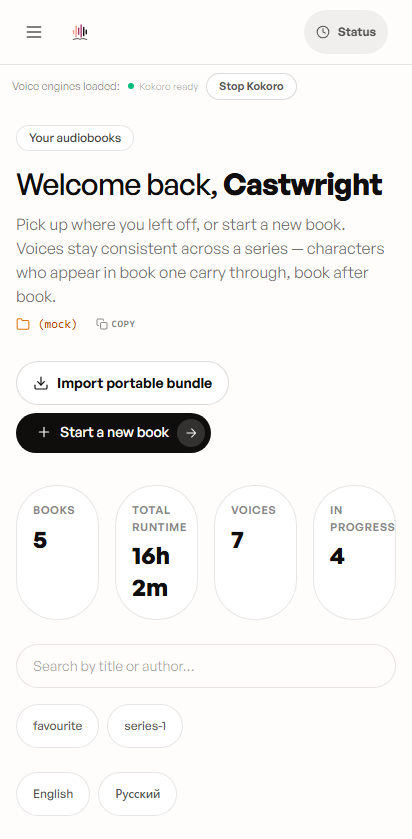 Status
Voice engines loaded: Kokoro ready Stop Kokoro
Your audiobooks
Welcome back, Castwright
Pick up where you left off, or start a new book.
Voices stay consistent across a series — characters
who appear in book one carry through, book after
book.
(mock) COPY
Import portable bundle
Start a new book
BOOKS
5
TOTAL
RUNTIME
16h
2m
VOICES
7
IN
PROGRESS
4
Search by title or author...
favourite series-1
English Русский